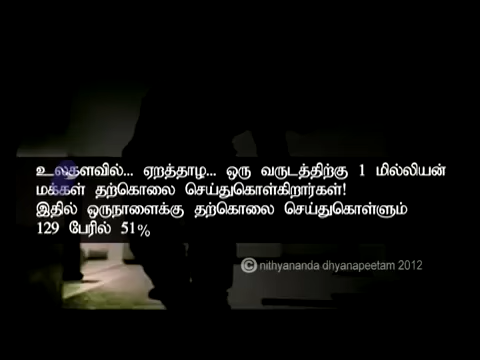 உலகளவில்... ஏறத்தாழ... ஒரு வருடத்திற்கு 1 மில்லியன்
மக்கள் தற்கொலை செய்துகொள்கிறார்கள்!
இதில் ஒருநாளைக்கு தற்கொலை செய்துகொள்ளும்
129 பேரில் 51%
© nithyananda dhyanapeetam 2012